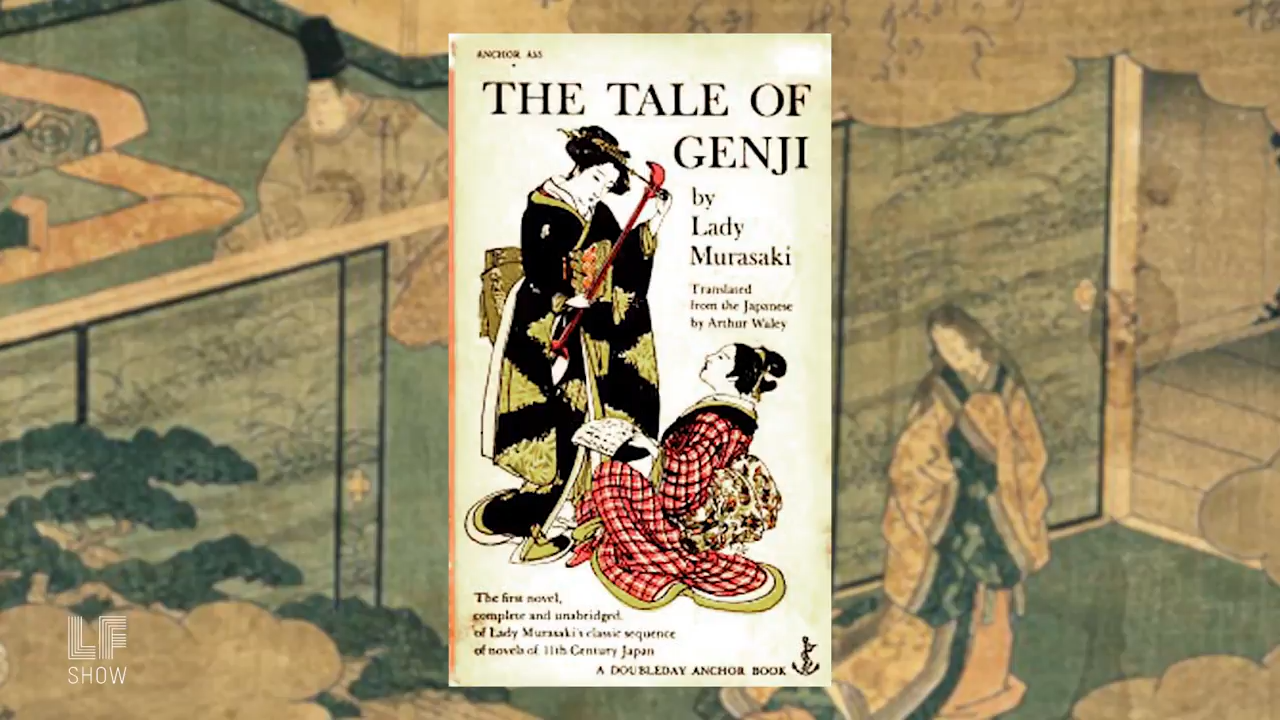 ANCHOR A55
THE TALE OF
GENJI
by
Lady
Murasaki
Translated
from the Japanese
by Arthur Waley
The first novel,
complete and unabridged,
of Lady Murasaki's classic sequence
of novels of 11th Century Japan
A DOUBLEDAY ANCHOR BOOK
LF
SHOW